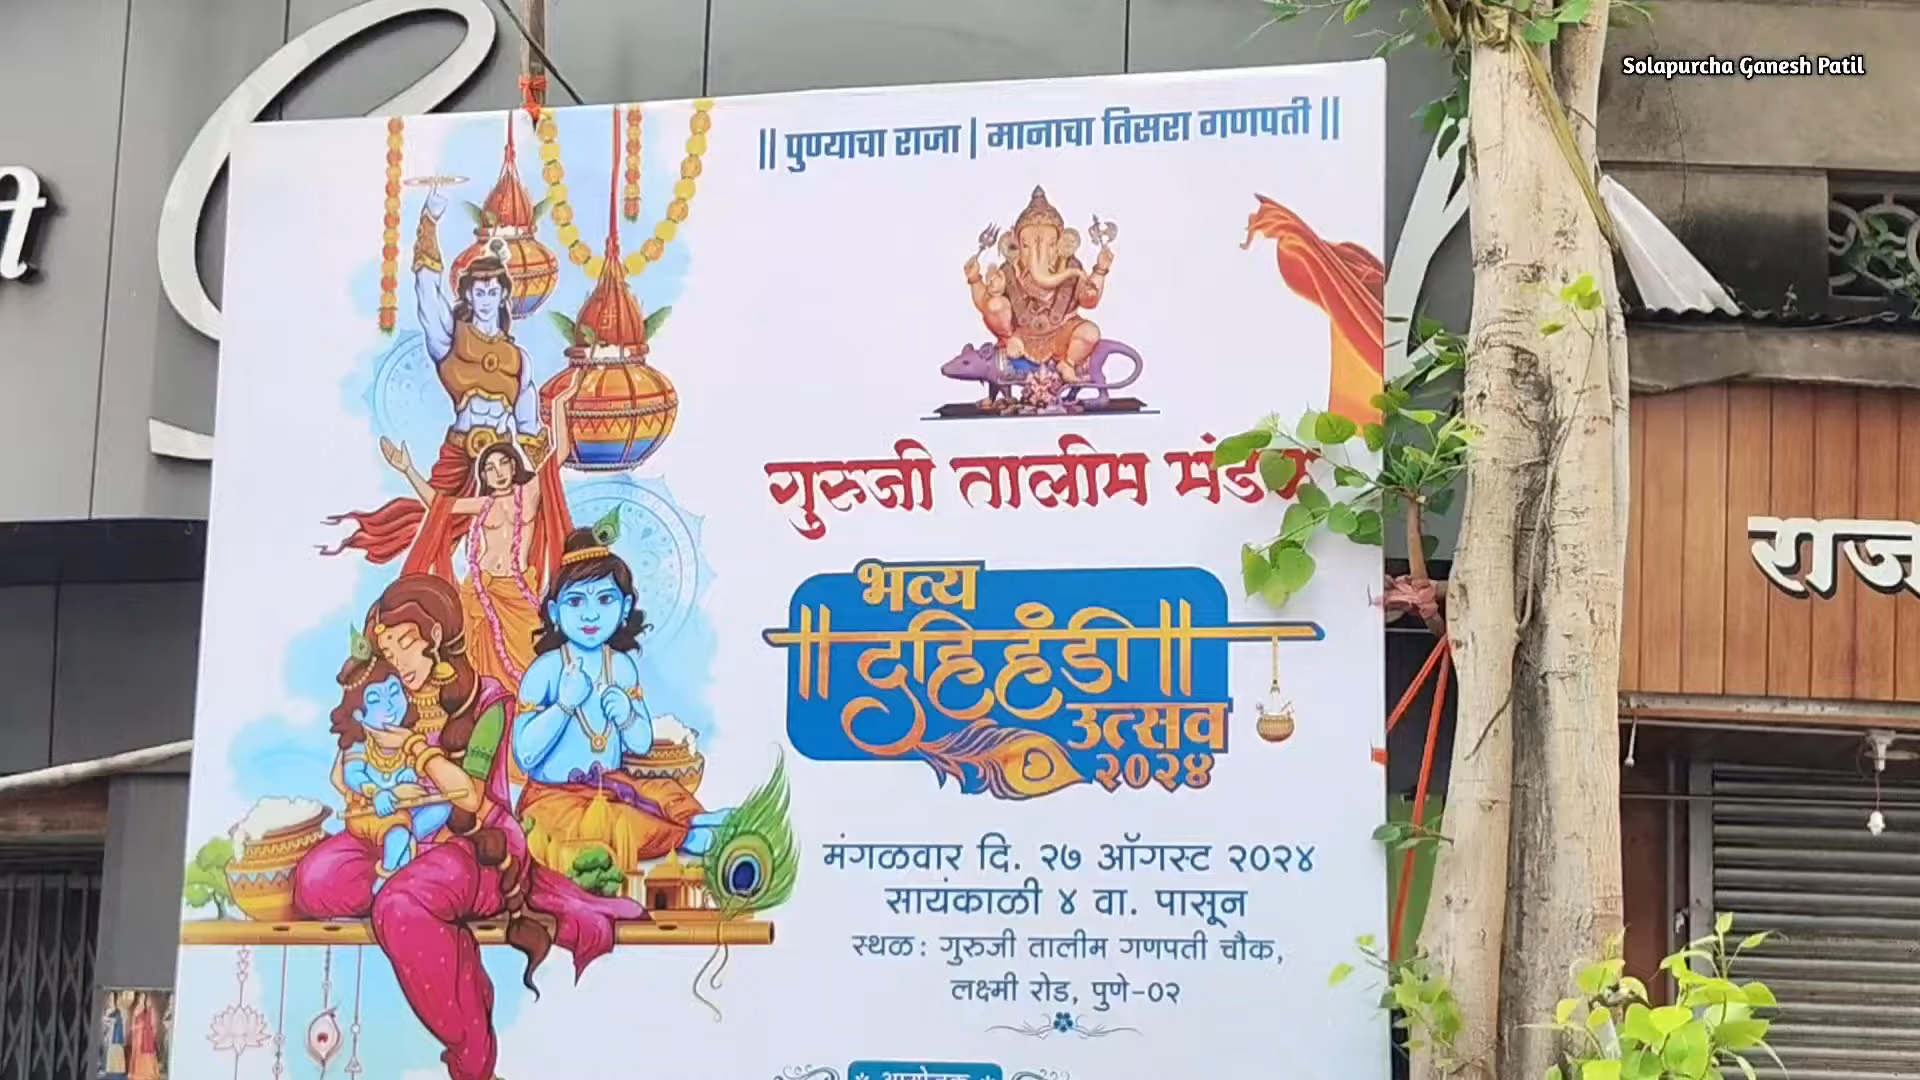 Solapurcha Ganesh Patil
|| पुण्याचा राजा | मानाचा तिसरा गणपती ||
गुरुजी तालीम
भव्य
|| दहिहंडी ||
उत्सव
२०२४
मंगळवार दि. २७ ऑगस्ट २०२४
सायंकाळी ४ वा. पासून
स्थळ: गुरुजी तालीम गणपती चौक,
लक्ष्मी रोड, पुणे-०२